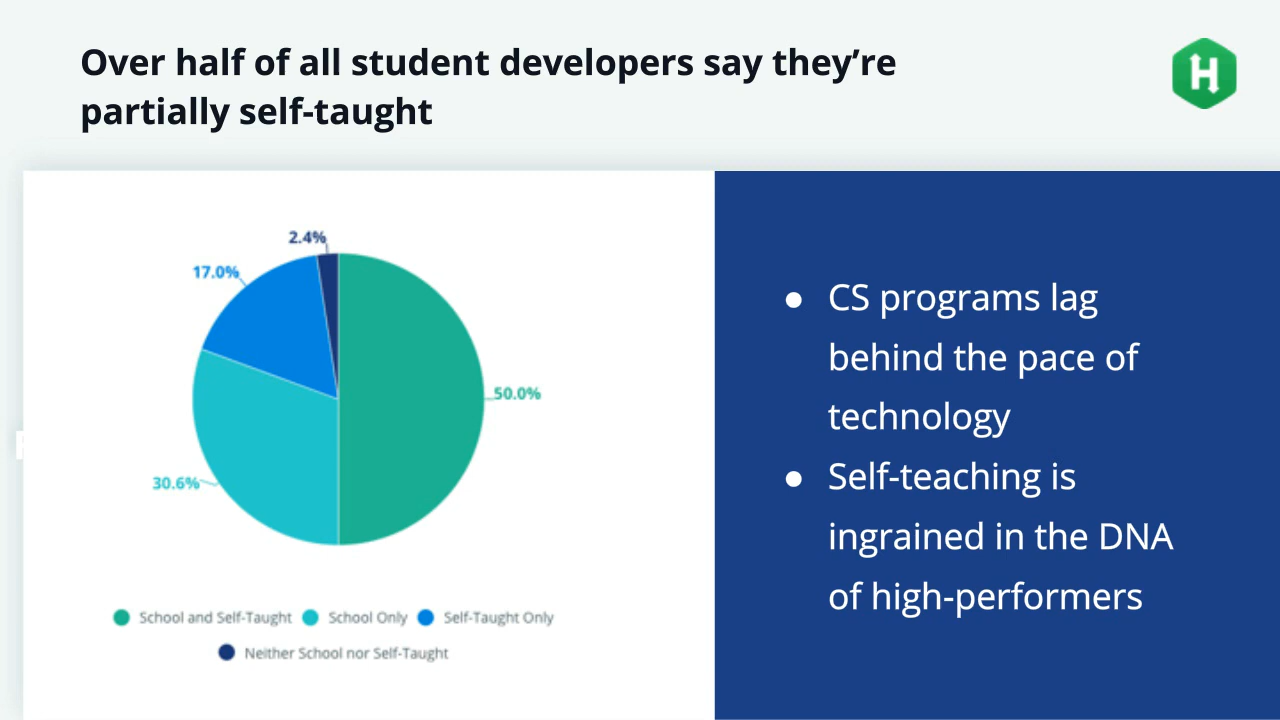 Over half of all student developers say they’re
partially self-taught
2.4%
17.0%
50.0%
30.6%
School and Self-Taught School Only Self-Taught Only
Neither School nor Self-Taught
● CS programs lag
behind the pace of
technology
● Self-teaching is
ingrained in the DNA
of high-performers